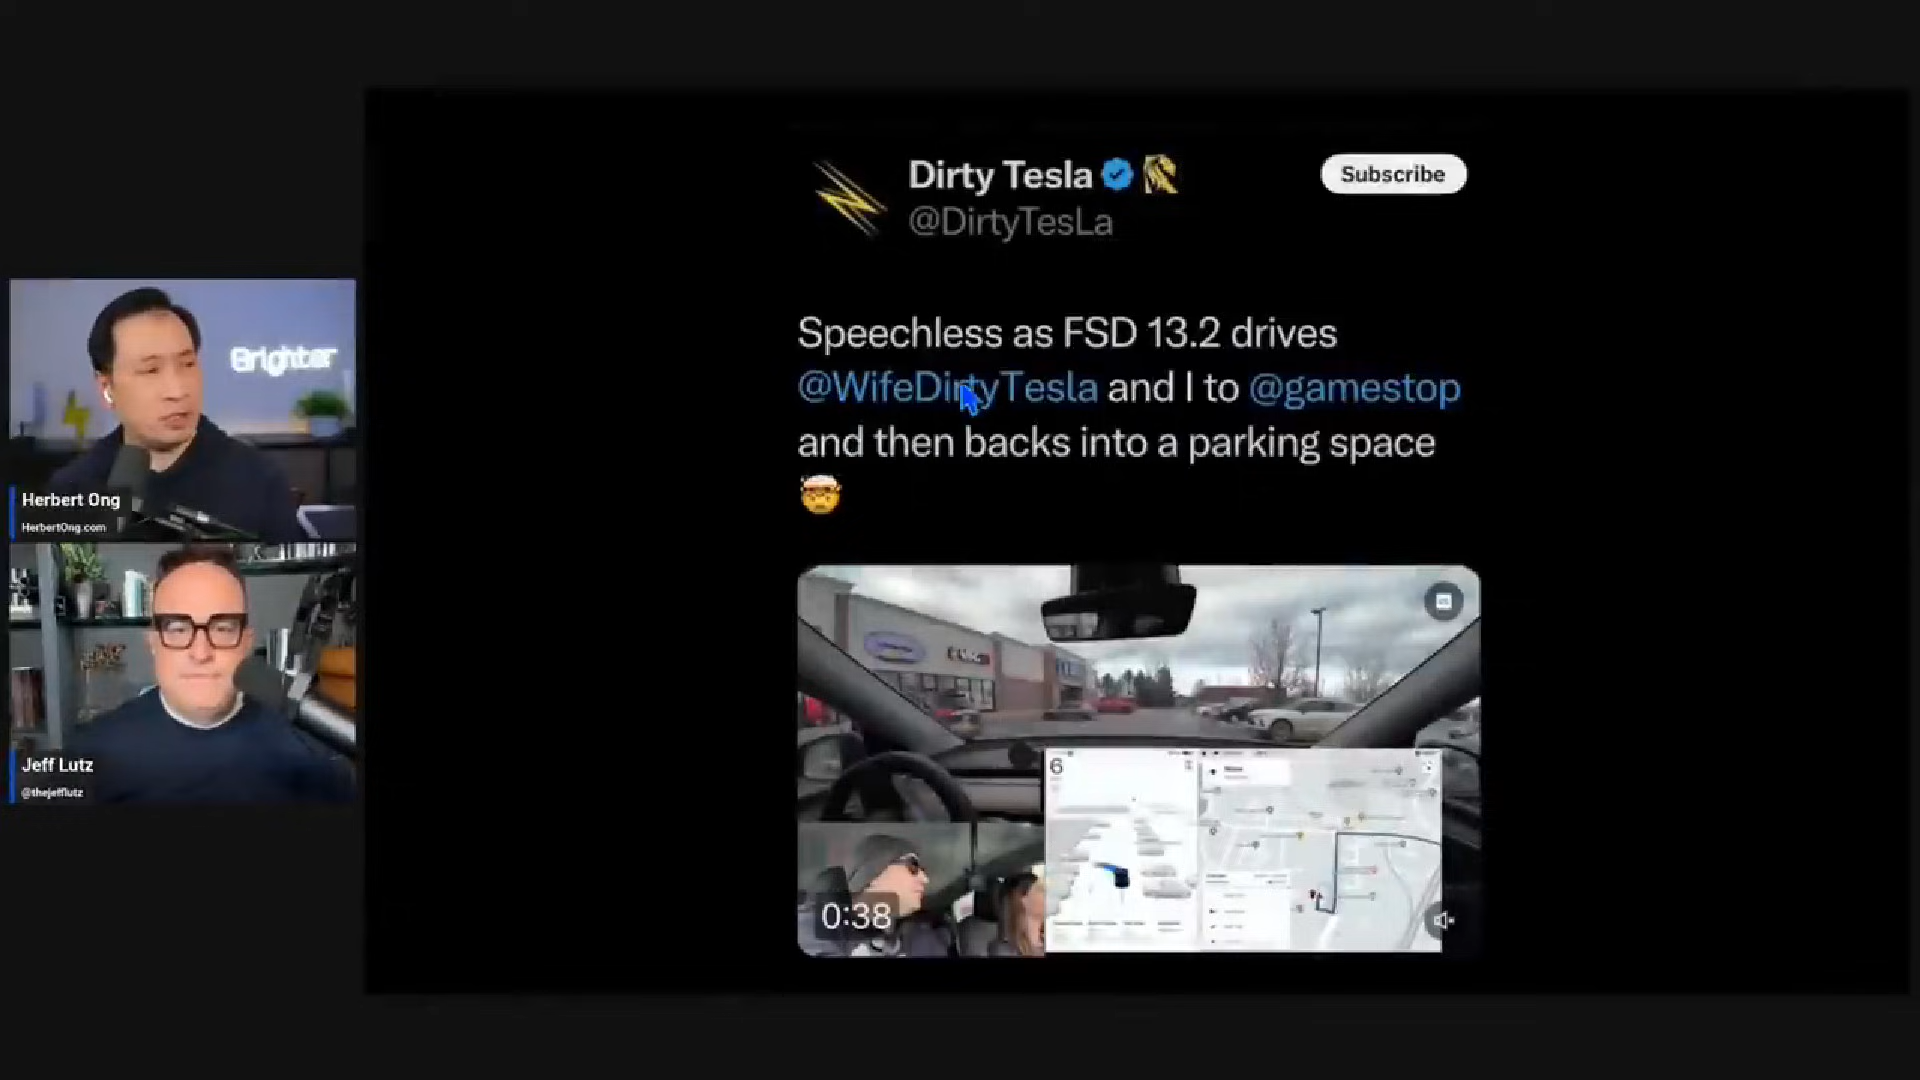 Dirty Tesla
@DirtyTesLa
Subscribe
Speechless as FSD 13.2 drives
@WifeDirtyTesla and I to @gamestop
and then backs into a parking space
🤯
6
0:38
Brighter
Herbert Ong
HerbertOng.com
Jeff Lutz
@thejefflutz